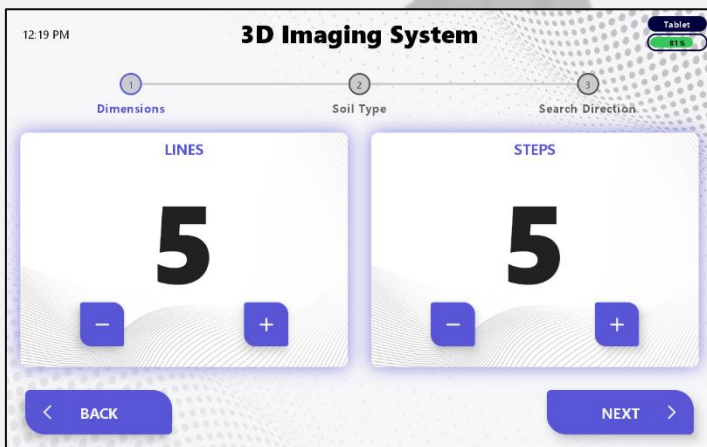 12:19 PM
3D Imaging System
Tablet
81%
1
2
3
Dimensions
Soil Type
Search Direction
LINES
STEPS
5
5
−
+
−
+
BACK
NEXT